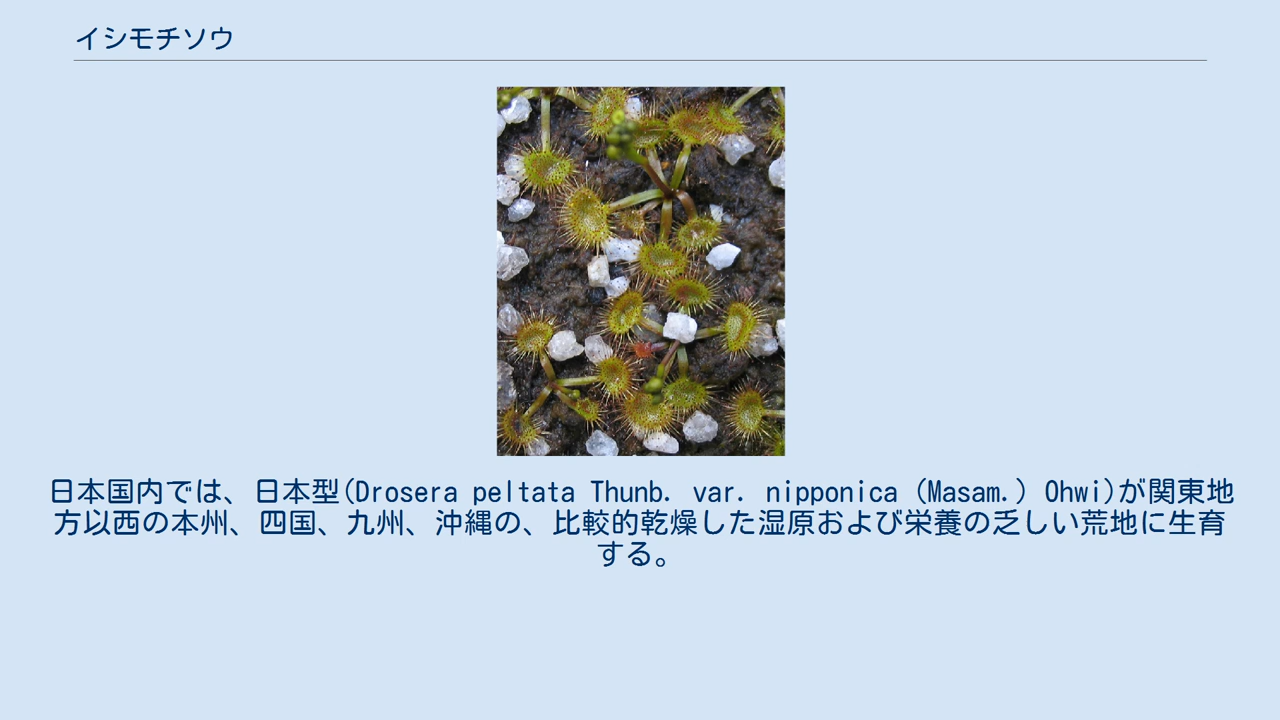 イシモチソウ
日本国内では、日本型(Drosera peltata Thunb. var. nipponica (Masam.) Ohwi)が関東地
方以西の本州、四国、九州、沖縄の、比較的乾燥した湿原および栄養の乏しい荒地に生育
する。